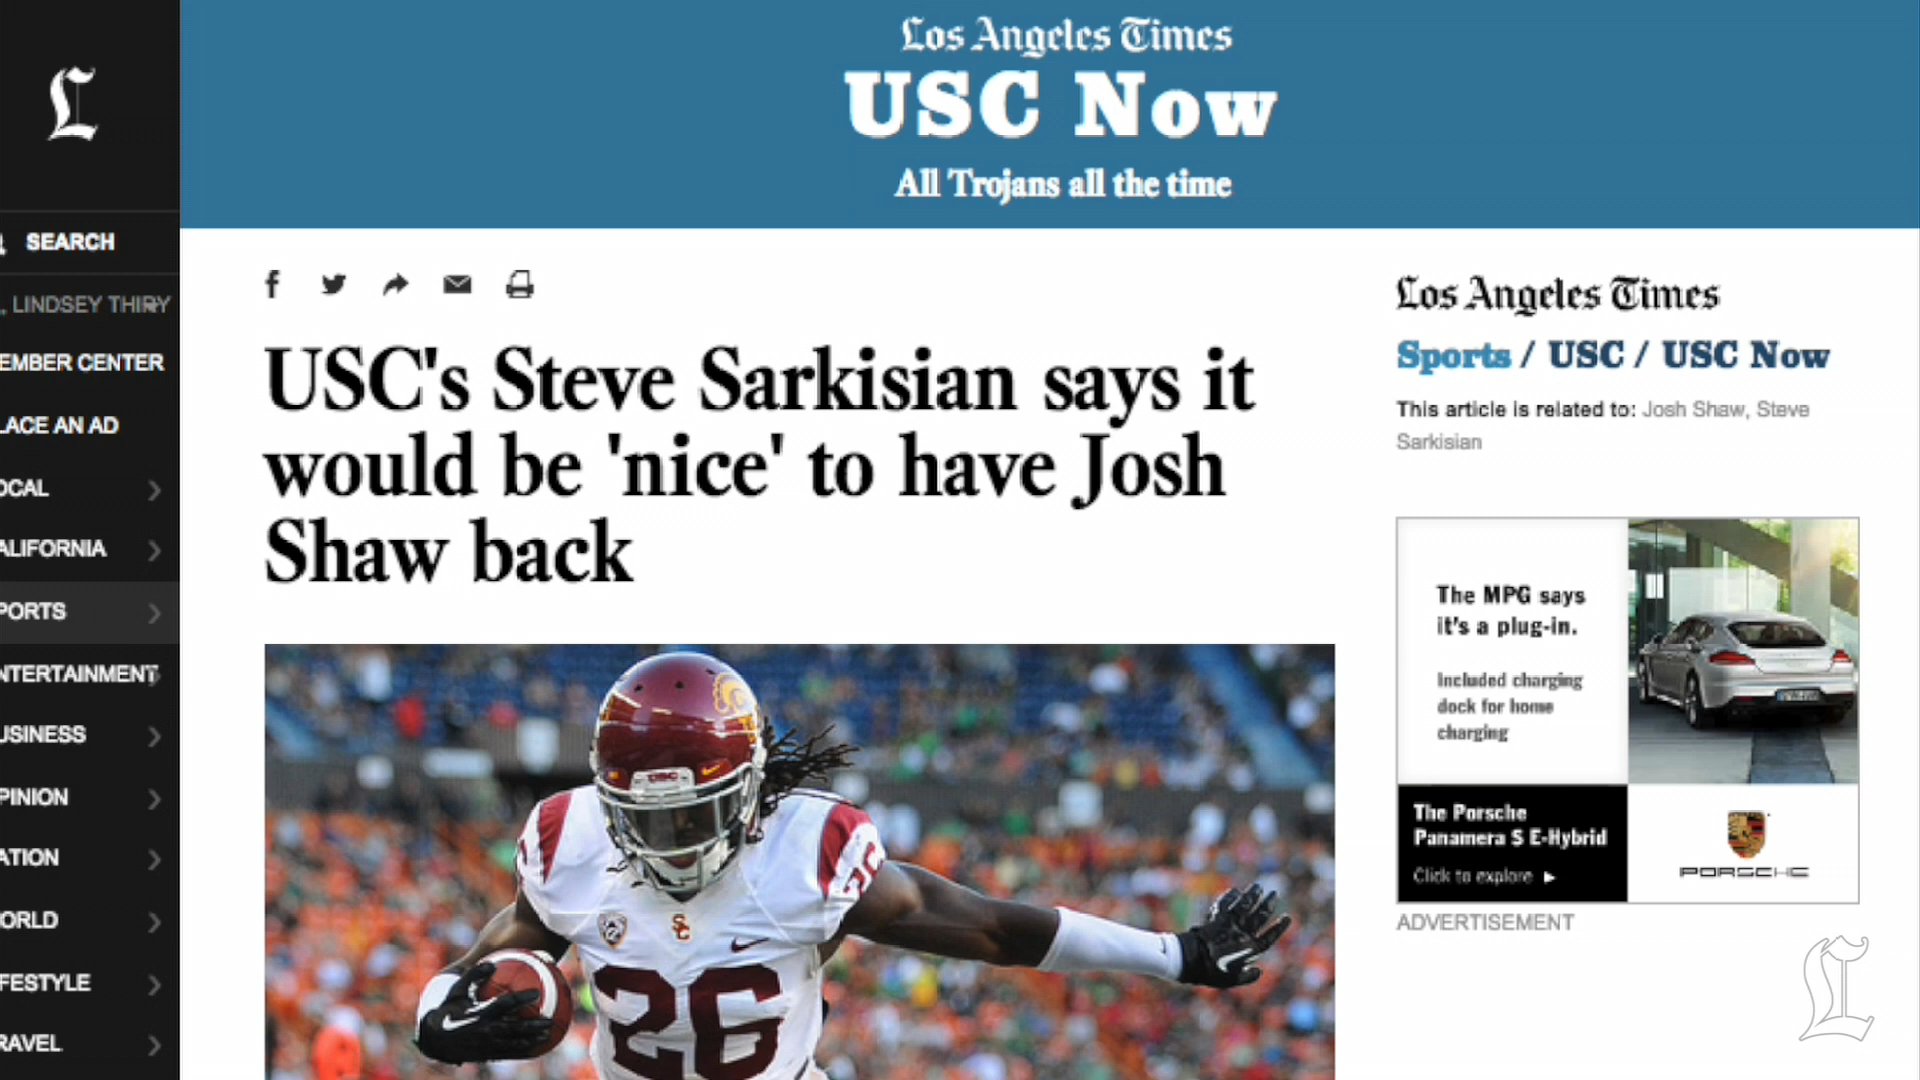 L
SEARCH
, LINDSEY THIRY
EMBER CENTER
LACE AN AD
OCAL
ALIFORNIA
PORTS
NTERTAINMENT
USINESS
PINION
ATION
ORLD
FESTYLE
RAVEL
Los Angeles Times
USC Now
All Trojans all the time
USC's Steve Sarkisian says it
would be 'nice' to have Josh
Shaw back
USC
SC
26
26
Los Angeles Times
Sports / USC / USC Now
This article is related to: Josh Shaw, Steve
Sarkisian
The MPG says
it's a plug-in.
Included charging
dock for home
charging
The Porsche
Panamera S E-Hybrid
Click to explore
PORSCHE
ADVERTISEMENT
L